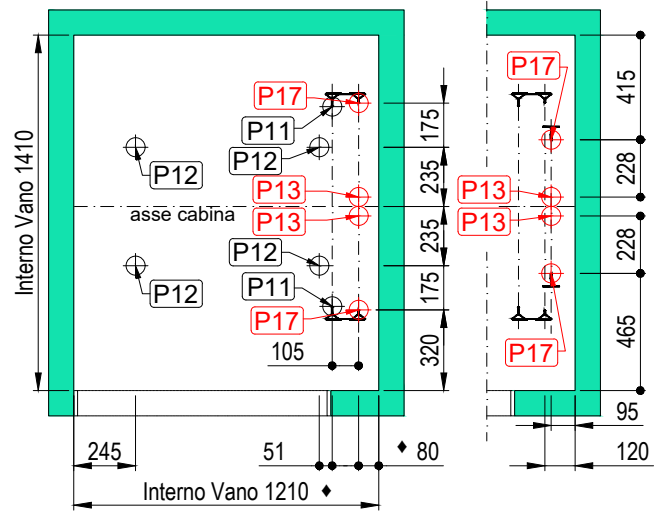 P17
P11
P12
P12
P13
asse cabina
P13
P12
P12
P11
P17
105
245
51
♦ 80
Interno Vano 1210 ♦
Interno Vano 1410
175
235
235
175
320
P17
P13
P13
P17
415
228
228
465
95
120